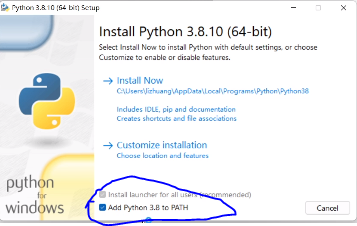 Python 3.8.10 (64-bit) Setup
Install Python 3.8.10 (64-bit)
Select Install Now to install Python with default settings, or choose
Customize to enable or disable features.
Install Now
C:\Users\lizhuang\AppData\Local\Programs\Python\Python38
Includes IDLE, pip and documentation
Creates shortcuts and file associations
Customize installation
Choose location and features
Install launcher for all users (recommended)
Add Python 3.8 to PATH
python
for
windows
Cancel